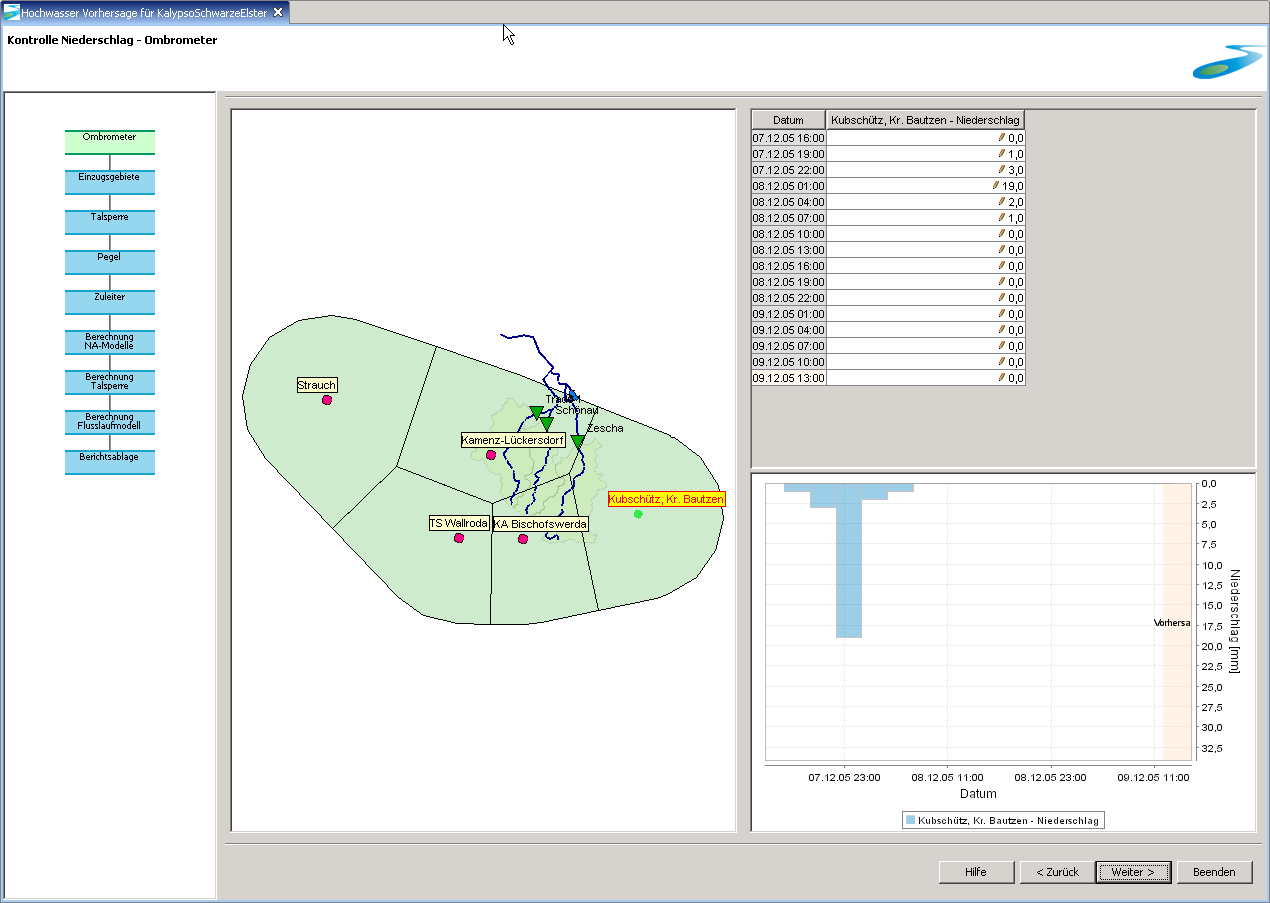 Hochwasser Vorhersage für KalypsoSchwarzeElster
Kontrolle Niederschlag - Ombrometer
Ombrometer
Einzugsgebiete
Talsperre
Pegel
Zuleiter
Berechnung
NA-Modelle
Berechnung
Talsperre
Berechnung
Flusslaufmodell
Berichtsablage
Strauch
Schönau
Zescha
Kamenz-Lückersdorf
Kubschütz, Kr. Bautzen
TS Wallroda
KA Bischofswerda
Datum Kubschütz, Kr. Bautzen - Niederschlag
07.12.05 16:00 0,0
07.12.05 19:00 1,0
07.12.05 22:00 3,0
08.12.05 01:00 19,0
08.12.05 04:00 2,0
08.12.05 07:00 1,0
08.12.05 10:00 0,0
08.12.05 13:00 0,0
08.12.05 16:00 0,0
08.12.05 19:00 0,0
08.12.05 22:00 0,0
09.12.05 01:00 0,0
09.12.05 04:00 0,0
09.12.05 07:00 0,0
09.12.05 10:00 0,0
09.12.05 13:00 0,0
0,0
2,5
5,0
7,5
10,0
12,5
15,0
17,5
20,0
22,5
25,0
27,5
30,0
32,5
Niederschlag [mm]
Vorhersa
07.12.05 23:00 08.12.05 11:00 08.12.05 23:00 09.12.05 11:00
Datum
Kubschütz, Kr. Bautzen - Niederschlag
Hilfe
< Zurück
Weiter >
Beenden